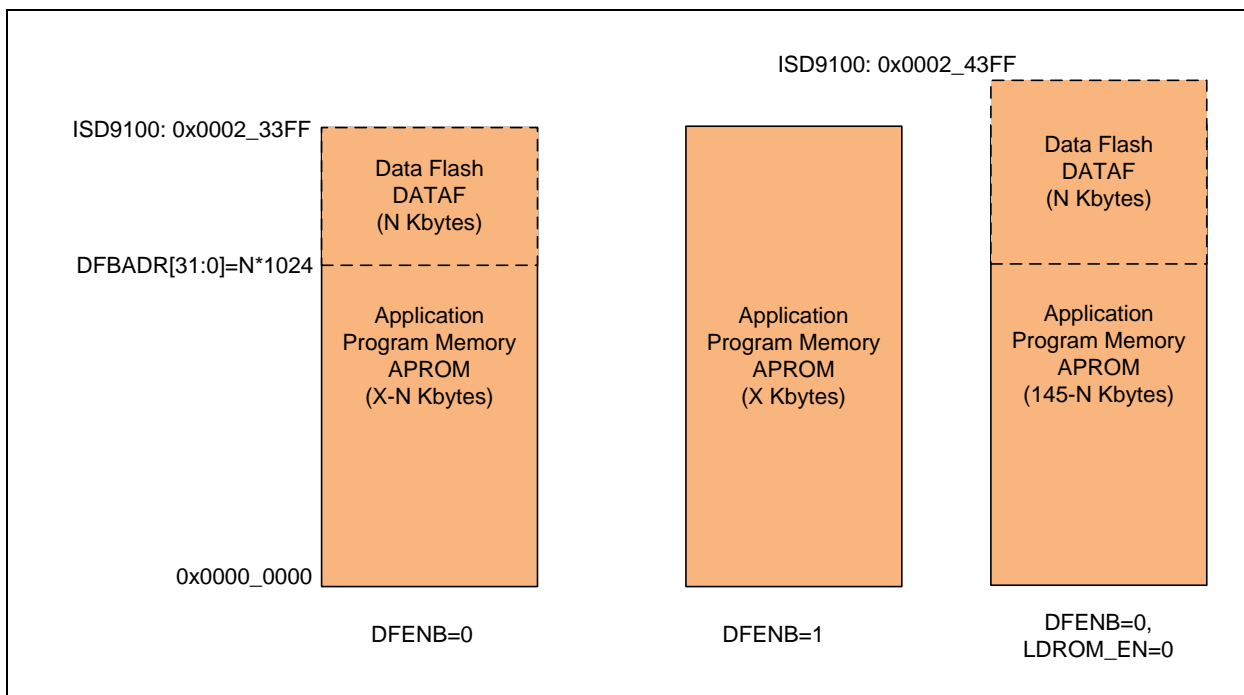 ISD9100: 0x0002_43FF
ISD9100: 0x0002_33FF
Data Flash
DATAF
(N Kbytes)
DFBADR[31:0]=N*1024
Application
Program Memory
APROM
(X-N Kbytes)
0x0000_0000
DFENB=0
Application
Program Memory
APROM
(X Kbytes)
DFENB=1
Data Flash
DATAF
(N Kbytes)
Application
Program Memory
APROM
(145-N Kbytes)
DFENB=0,
LDROM_EN=0